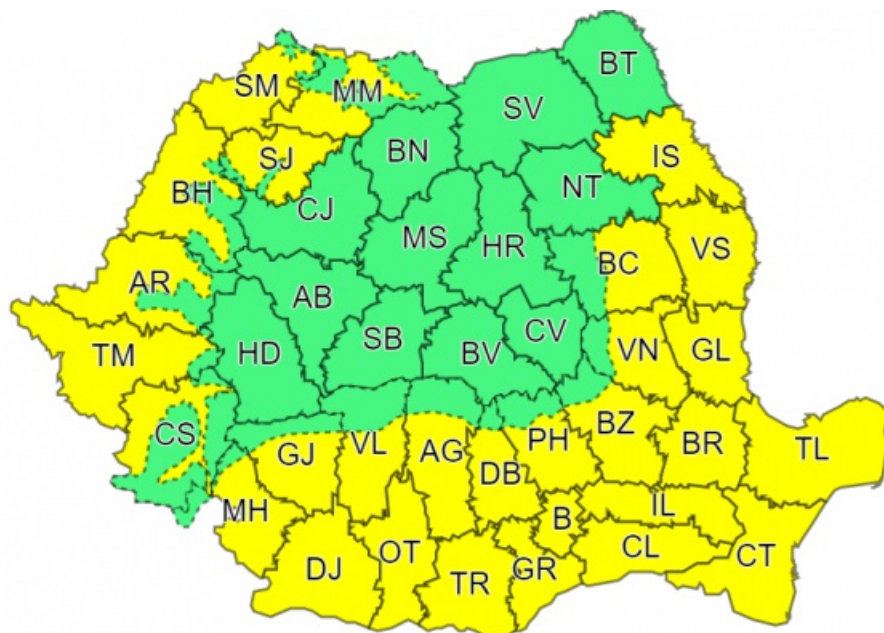 BT
SM
MM
SV
BN
SJ
IS
BH
NT
CJ
MS
HR
VS
BC
AR
AB
SB
CV
HD
BV
TM
VN
GL
CS
GJ
VL
AG
PH
BZ
BR
TL
DB
MH
B
IL
OT
CL
CT
DJ
TR
GR